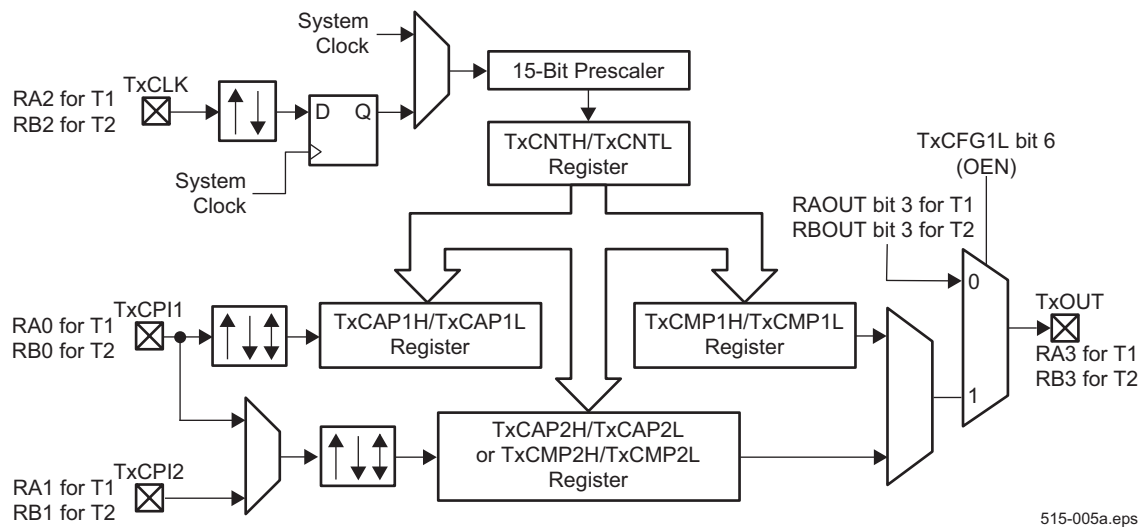 System
Clock
15-Bit Prescaler
TxCLK
RA2 for T1
RB2 for T2
D Q
TxCNTH/TxCNTL
Register
System
Clock
TxCFG1L bit 6
(OEN)
RAOUT bit 3 for T1
RBOUT bit 3 for T2
0
TxCPI1
RA0 for T1
RB0 for T2
TxCAP1H/TxCAP1L
Register
TxCMP1H/TxCMP1L
Register
TxOUT
RA3 for T1
RB3 for T2
1
TxCAP2H/TxCAP2L
or TxCMP2H/TxCMP2L
Register
TxCPI2
RA1 for T1
RB1 for T2
515-005a.eps